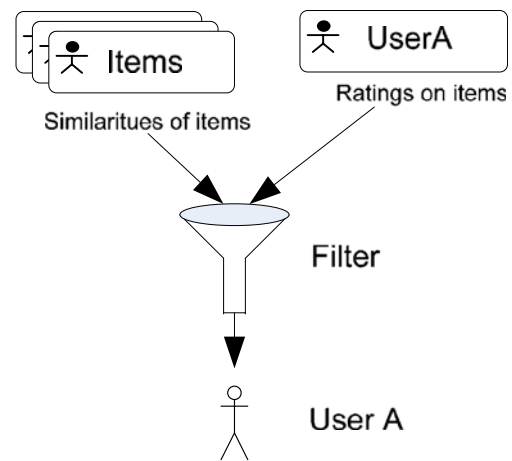 Items
UserA
Similaritues of items
Ratings on items
Filter
User A